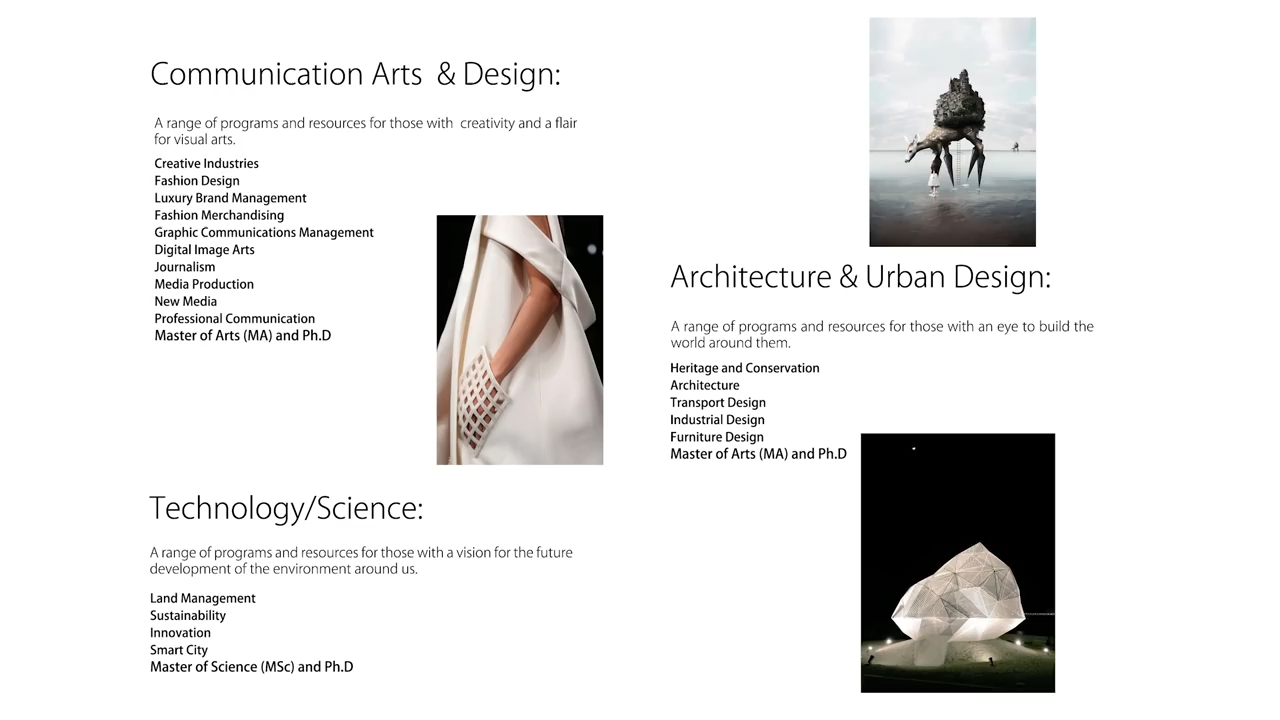 Communication Arts & Design:
A range of programs and resources for those with creativity and a flair
for visual arts.
Creative Industries
Fashion Design
Luxury Brand Management
Fashion Merchandising
Graphic Communications Management
Digital Image Arts
Journalism
Media Production
New Media
Professional Communication
Master of Arts (MA) and Ph.D
Technology/Science:
A range of programs and resources for those with a vision for the future
development of the environment around us.
Land Management
Sustainability
Innovation
Smart City
Master of Science (MSc) and Ph.D
Architecture & Urban Design:
A range of programs and resources for those with an eye to build the
world around them.
Heritage and Conservation
Architecture
Transport Design
Industrial Design
Furniture Design
Master of Arts (MA) and Ph.D